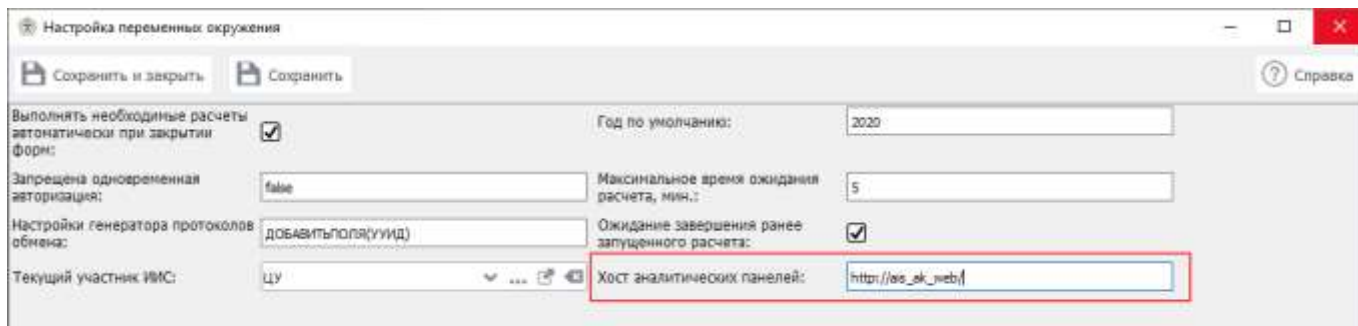 Настройка переменных окружения
Сохранить и закрыть Сохранить Справка
Выполнять необходимые расчеты
автоматически при закрытии
форм:
Год по умолчанию: 2020
Запрещена одновременная
авторизация: false
Максимальное время ожидания
расчета, мин.: 5
Настройки генератора протоколов
обмена: ДОБАВИТЬПОЛЯ(УУИД)
Ожидание завершения ранее
запущенного расчета:
Текущий участник ИИС: ЦУ ...
Хост аналитических панелей: http://ais_ak_web/